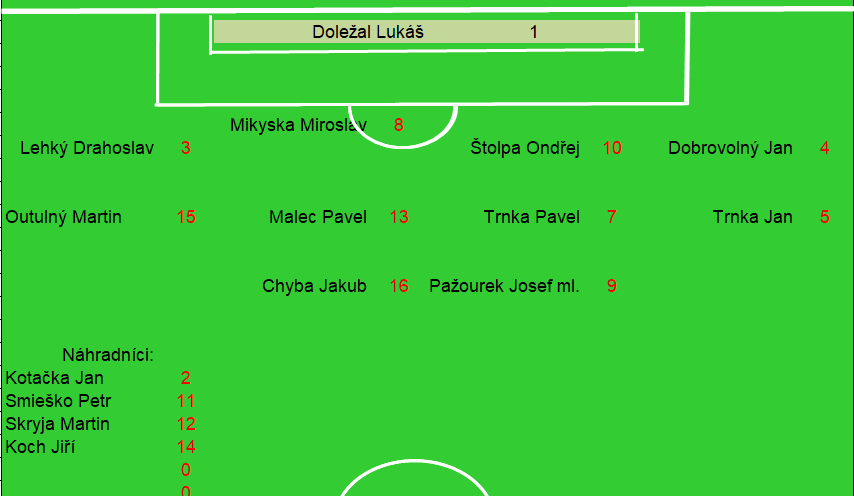 Doležal Lukáš 1
Mikyska Miroslav 8
Lehký Drahoslav 3 Štolpa Ondřej 10 Dobrovolný Jan 4
Outulný Martin 15 Malec Pavel 13 Trnka Pavel 7 Trnka Jan 5
Chyba Jakub 16 Pažourek Josef ml. 9
Náhradníci:
Kotačka Jan 2
Smieško Petr 11
Skryja Martin 12
Koch Jiří 14
0
0